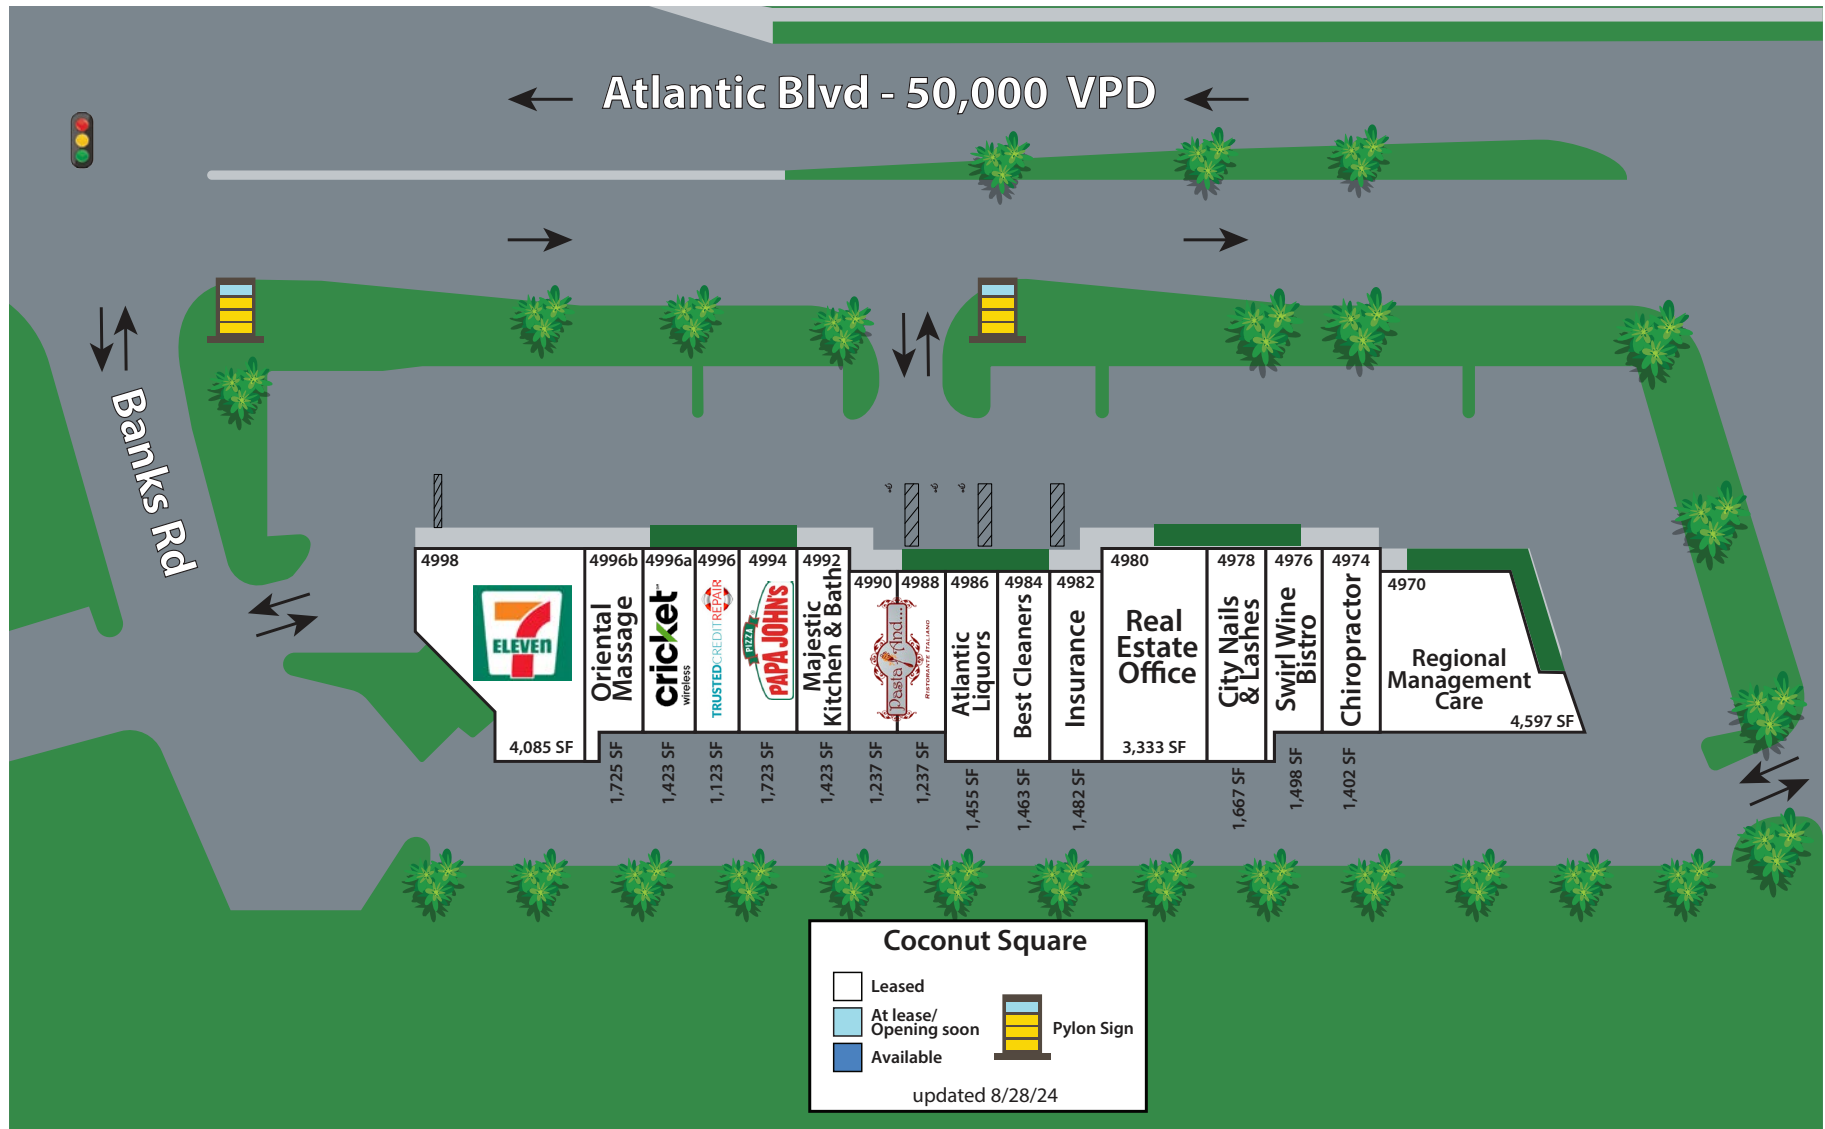 Atlantic Blvd - 50,000 VPD
Banks Rd
4998
7
ELEVEN
4,085 SF
4996b
Oriental
Massage
1,725 SF
4996a
cricket
wireless
1,423 SF
4996
TRUSTEDCREDITREPAIR
1,123 SF
4994
PIZZA
PAPA JOHN'S
1,723 SF
4992
Majestic
Kitchen & Bath
1,423 SF
4990
4988
Pasta And...
RISTORANTE ITALIANO
1,237 SF
1,237 SF
4986
Atlantic
Liquors
1,455 SF
4984
Best Cleaners
1,463 SF
4982
Insurance
1,482 SF
4980
Real
Estate
Office
3,333 SF
4978
City Nails
& Lashes
1,667 SF
4976
Swirl Wine
Bistro
1,498 SF
4974
Chiropractor
1,402 SF
4970
Regional
Management
Care
4,597 SF
Coconut Square
Leased
At lease/
Opening soon
Available
Pylon Sign
updated 8/28/24